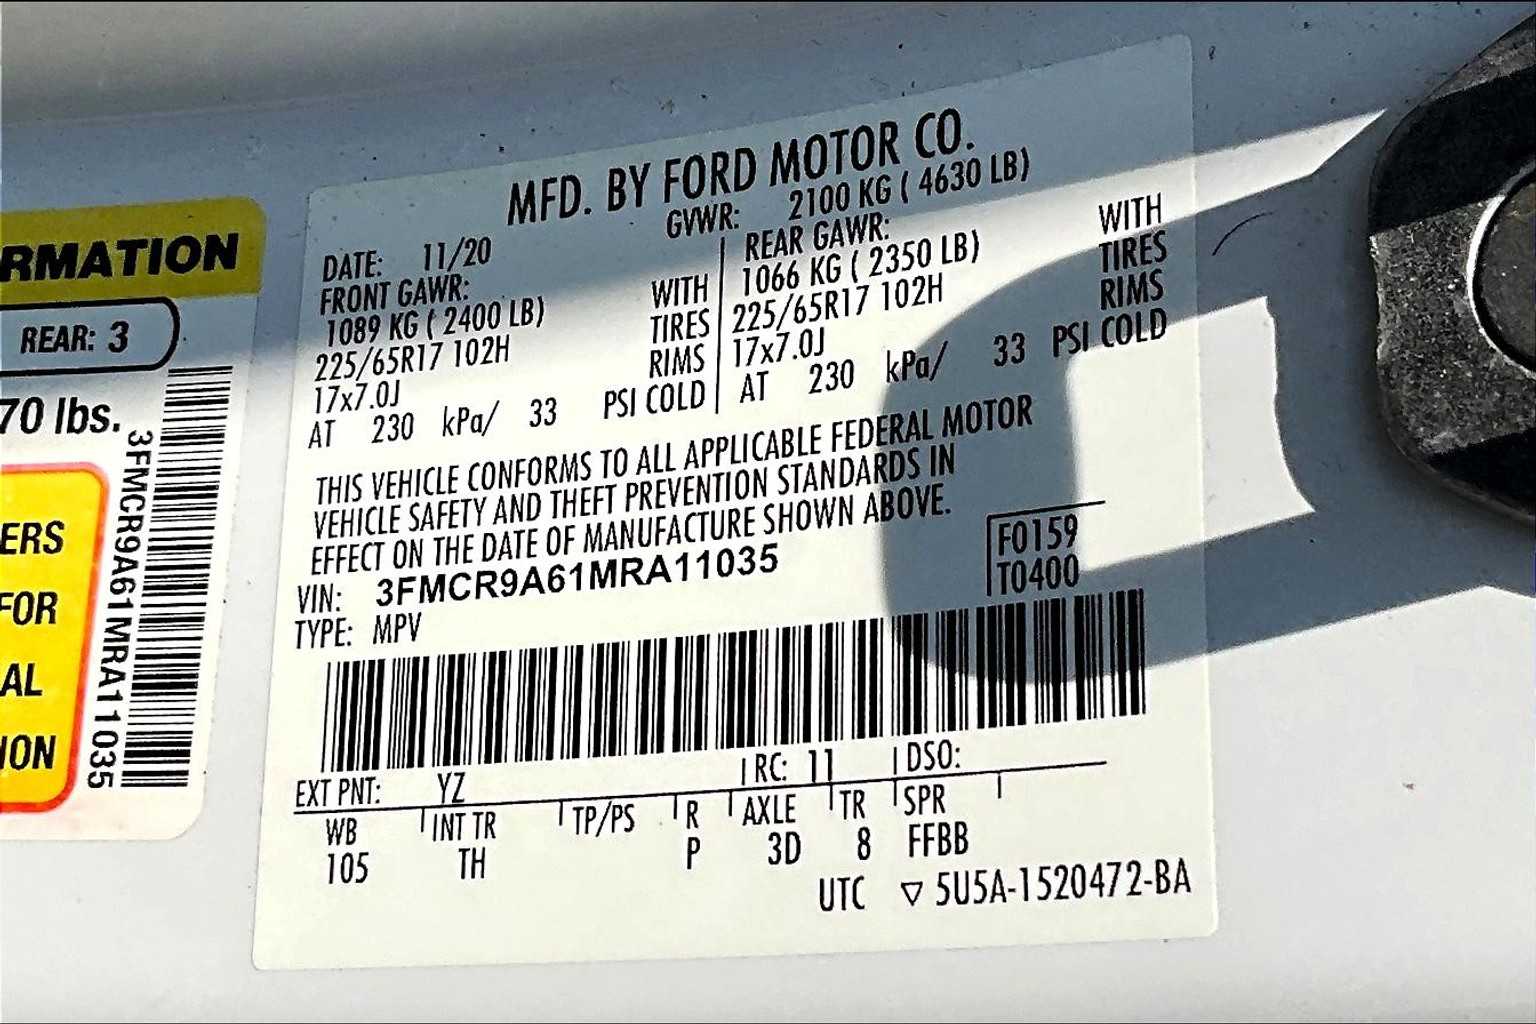 RMATION
REAR: 3
70 lbs.
ERS
FOR
AL
ION
3FMCR9A61MRA11035
MFD. BY FORD MOTOR CO.
GVWR: 2100 KG ( 4630 LB)
DATE: 11/20
FRONT GAWR:
1089 KG ( 2400 LB) WITH
225/65R17 102H TIRES
17x7.0J RIMS
AT 230 kPa/ 33 PSI COLD
REAR GAWR: WITH
1066 KG ( 2350 LB) TIRES
225/65R17 102H RIMS
17x7.0J
AT 230 kPa/ 33 PSI COLD
THIS VEHICLE CONFORMS TO ALL APPLICABLE FEDERAL MOTOR
VEHICLE SAFETY AND THEFT PREVENTION STANDARDS IN
EFFECT ON THE DATE OF MANUFACTURE SHOWN ABOVE.
F0159
T0400
VIN: 3FMCR9A61MRA11035
TYPE: MPV
EXT PNT: YZ RC: 11 DSO:
WB INT TR TP/PS R AXLE TR SPR
105 TH P 3D 8 FFBB
UTC ▽ 5U5A-1520472-BA